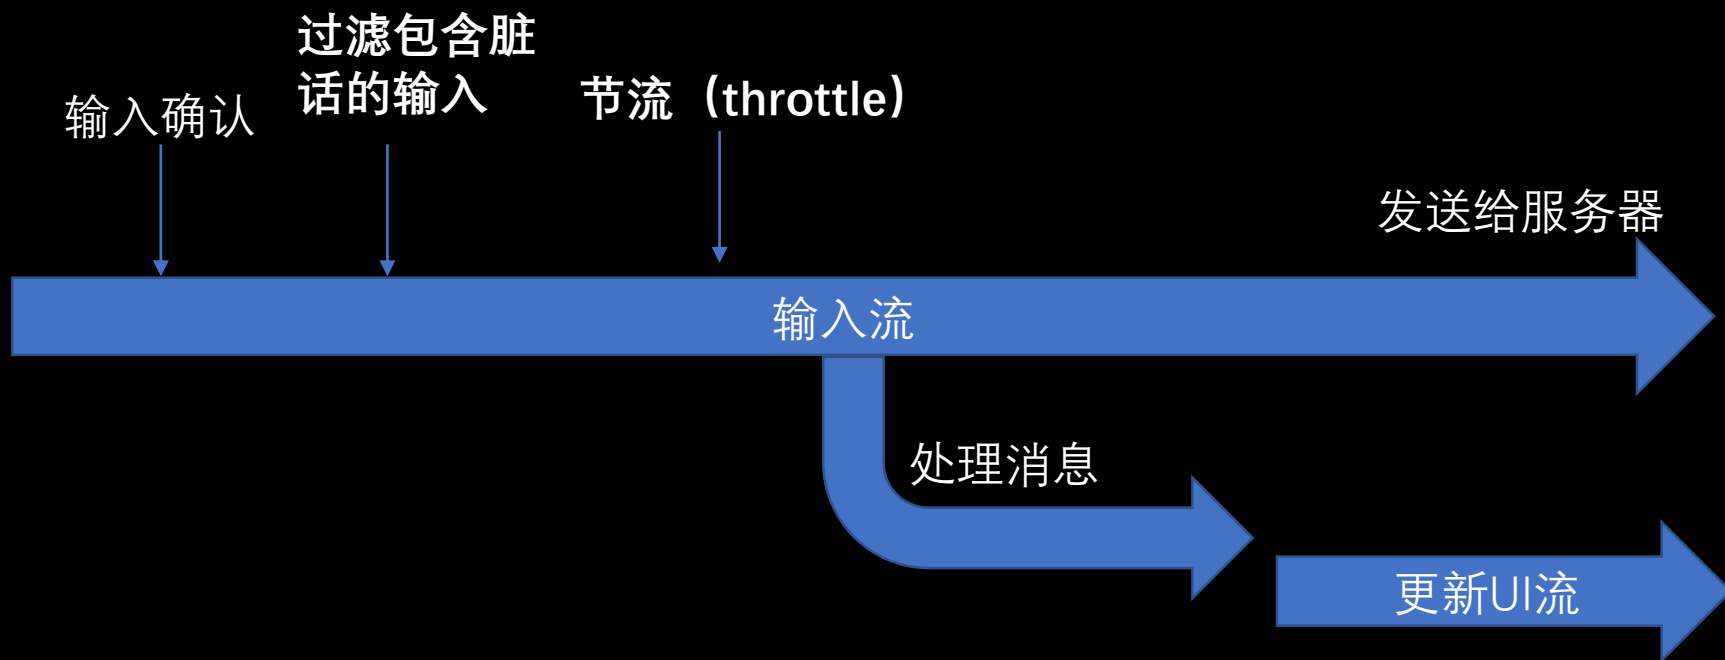 输入确认
过滤包含脏
话的输入
节流（throttle）
发送给服务器
输入流
处理消息
更新UI流